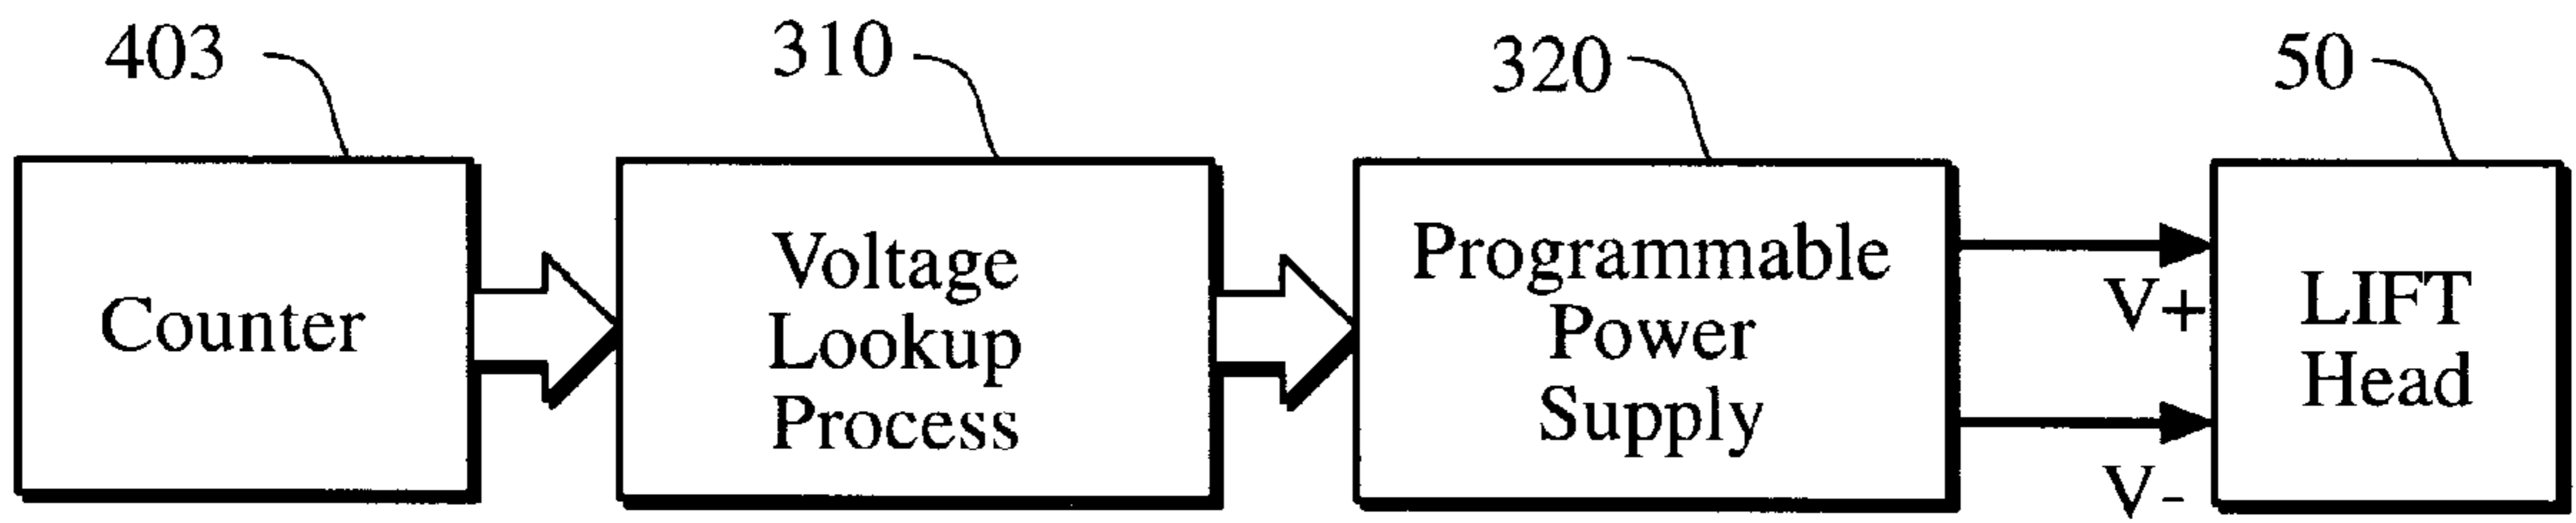 403
310
320
50
Counter
Voltage
Lookup
Process
Programmable
Power
Supply
V+
V-
LIFT
Head